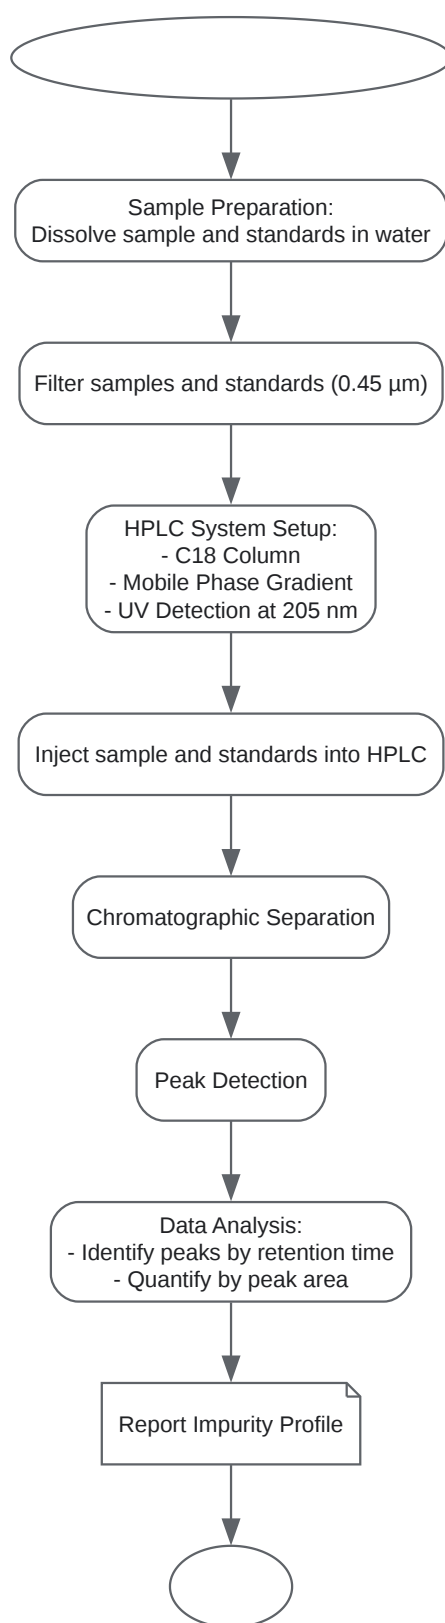 Sample Preparation:
Dissolve sample and standards in water
Filter samples and standards (0.45 µm)
HPLC System Setup:
- C18 Column
- Mobile Phase Gradient
- UV Detection at 205 nm
Inject sample and standards into HPLC
Chromatographic Separation
Peak Detection
Data Analysis:
- Identify peaks by retention time
- Quantify by peak area
Report Impurity Profile